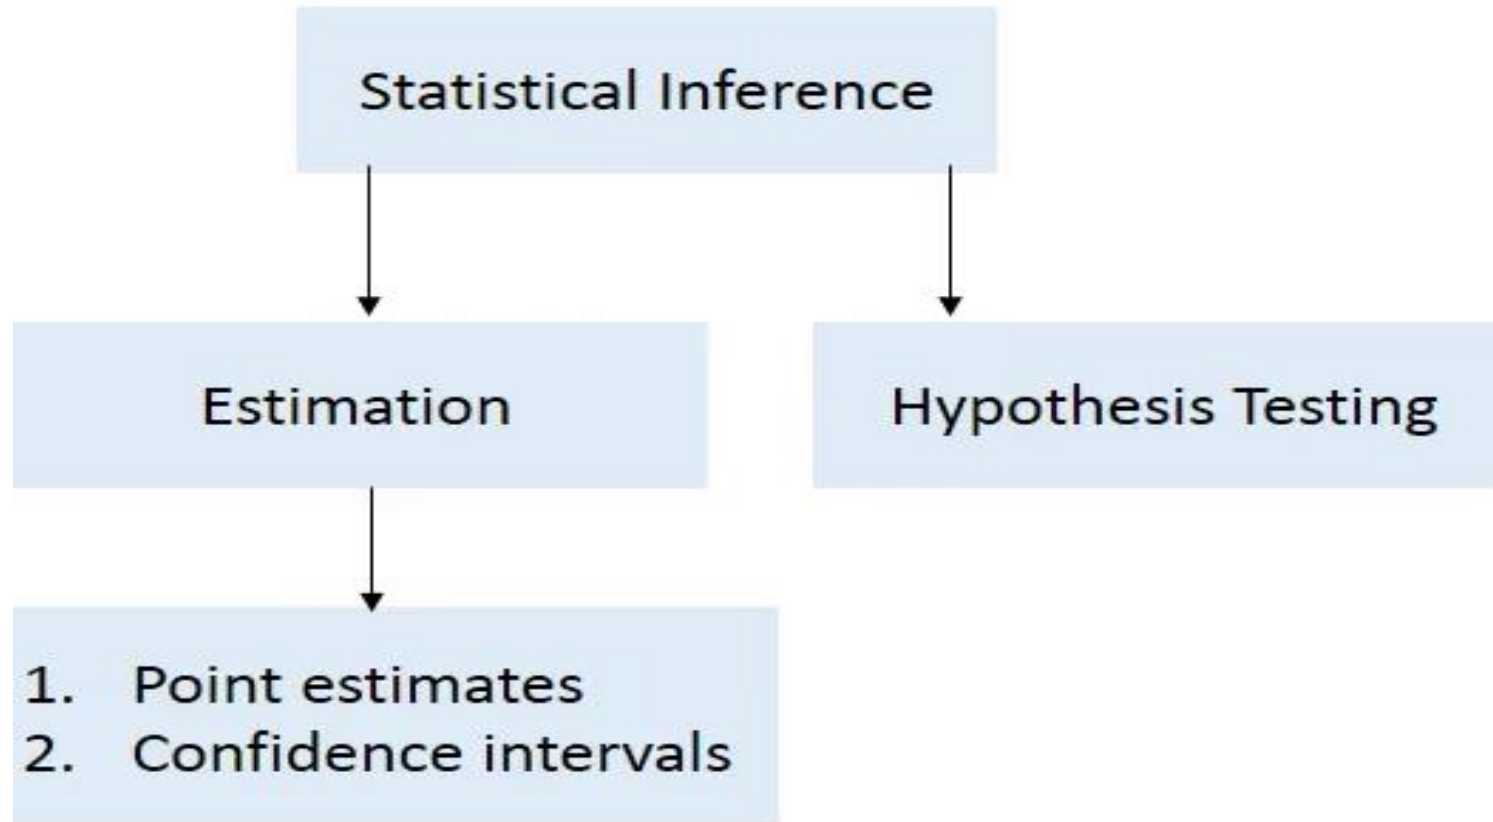 Statistical Inference
Estimation
Hypothesis Testing
1. Point estimates
2. Confidence intervals